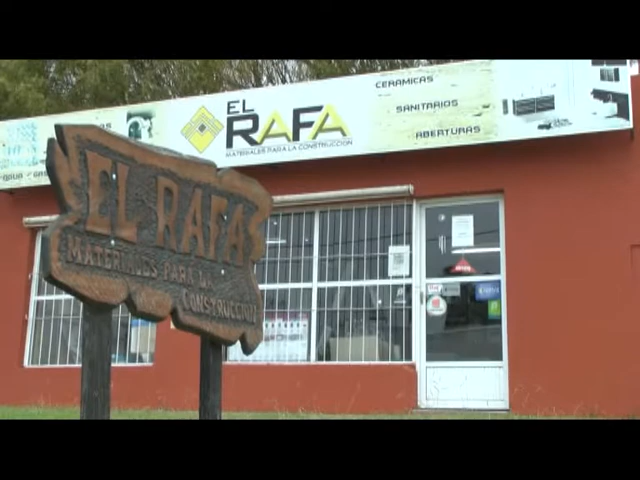 EL
RAFA
MATERIALES PARA LA CONSTRUCCION
CERAMICAS
SANITARIOS
ABERTURAS
EL RAFA
MATERIALES PARA LA
CONSTRUCCION